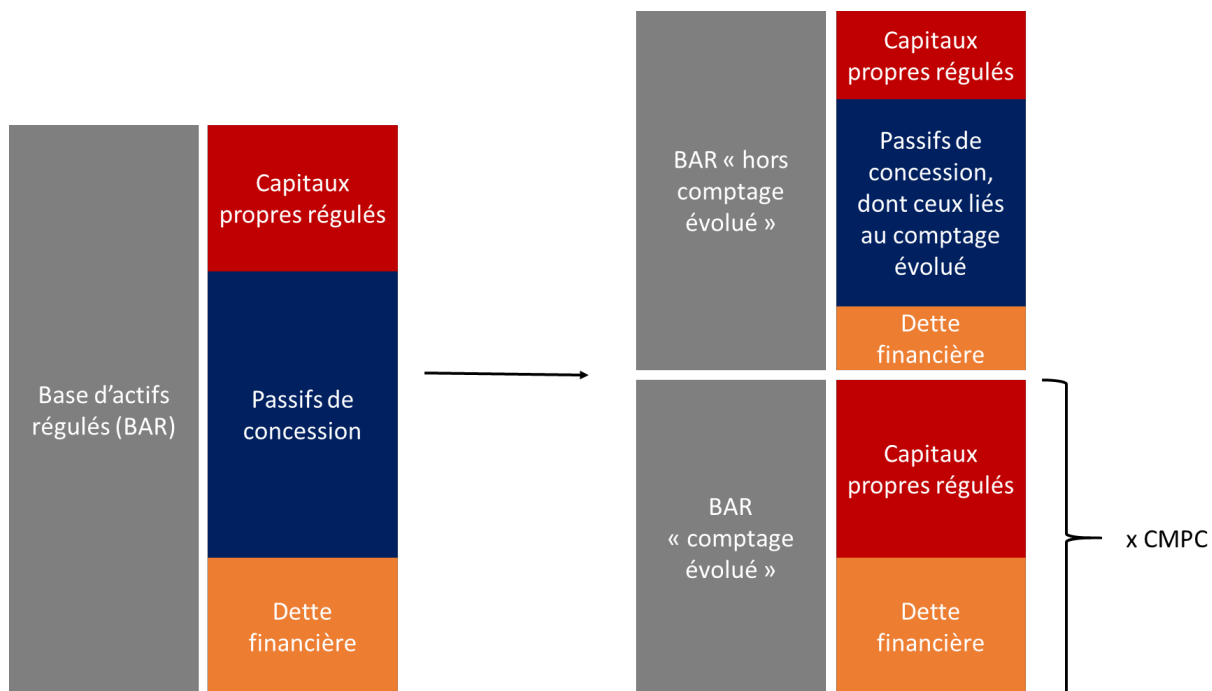 Base d’actifs
régulés (BAR)
Capitaux
propres régulés
Passifs de
concession
Dette
financière
BAR « hors
comptage
évolué »
Capitaux
propres régulés
Passifs de
concession,
dont ceux liés
au comptage
évolué
Dette
financière
BAR
« comptage
évolué »
Capitaux
propres régulés
Dette
financière
x CMPC